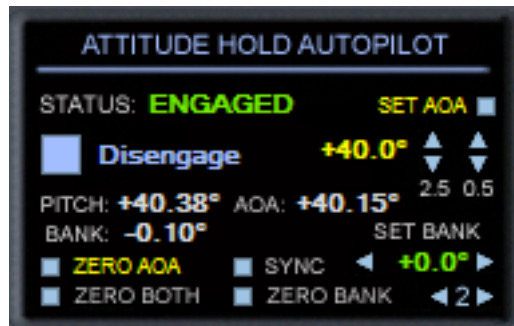 ATTITUDE HOLD AUTOPILOT
STATUS: ENGAGED SET AOA
Disengage +40.0°
2.5 0.5
PITCH: +40.38° AOA: +40.15°
BANK: -0.10° SET BANK
ZERO AOA SYNC +0.0°
ZERO BOTH ZERO BANK 2